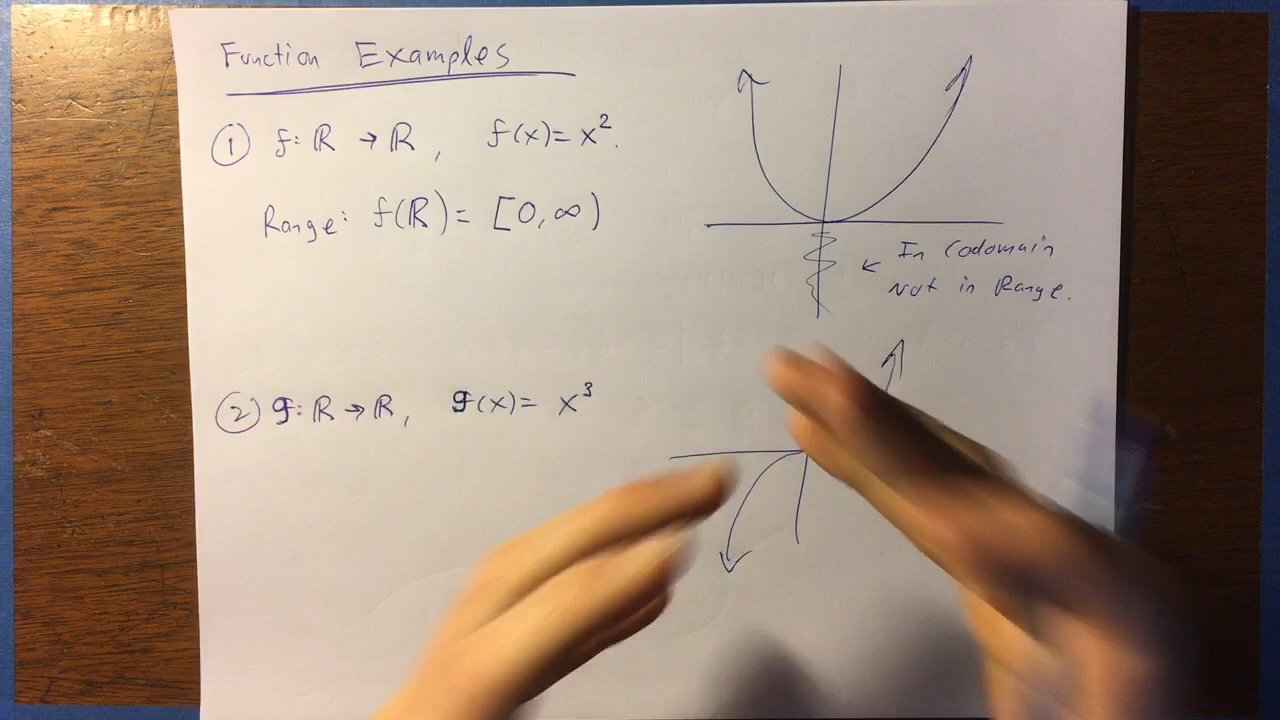 Function Examples
① f: ℝ → ℝ, f(x) = x².
Range: f(ℝ) = [0, ∞)
← In Codomain
Not in Range.
② g: ℝ → ℝ, g(x) = x³